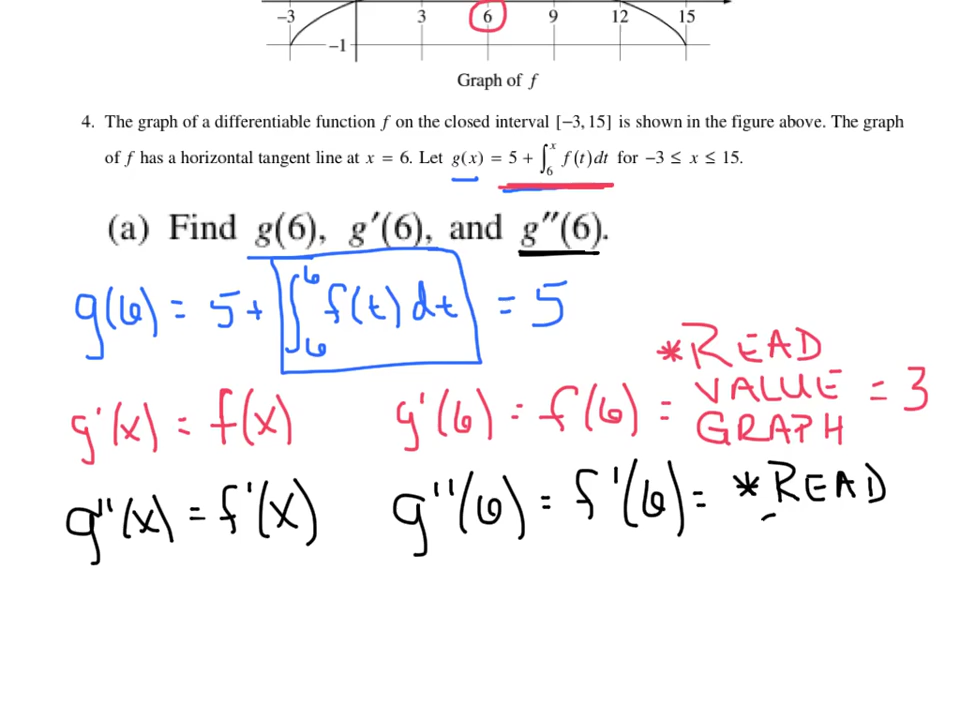 -3 3 6 9 12 15
-1
Graph of f
4. The graph of a differentiable function f on the closed interval [−3, 15] is shown in the figure above. The graph
of f has a horizontal tangent line at x = 6. Let g(x) = 5 + ∫₆ˣ f(t)dt for −3 ≤ x ≤ 15.
(a) Find g(6), g′(6), and g″(6).
g(6) = 5 + ∫₆⁶ f(t) dt = 5
g'(x) = f(x) g'(6) = f(6) = *READ VALUE GRAPH = 3
g''(x) = f'(x) g''(6) = f'(6) = *READ